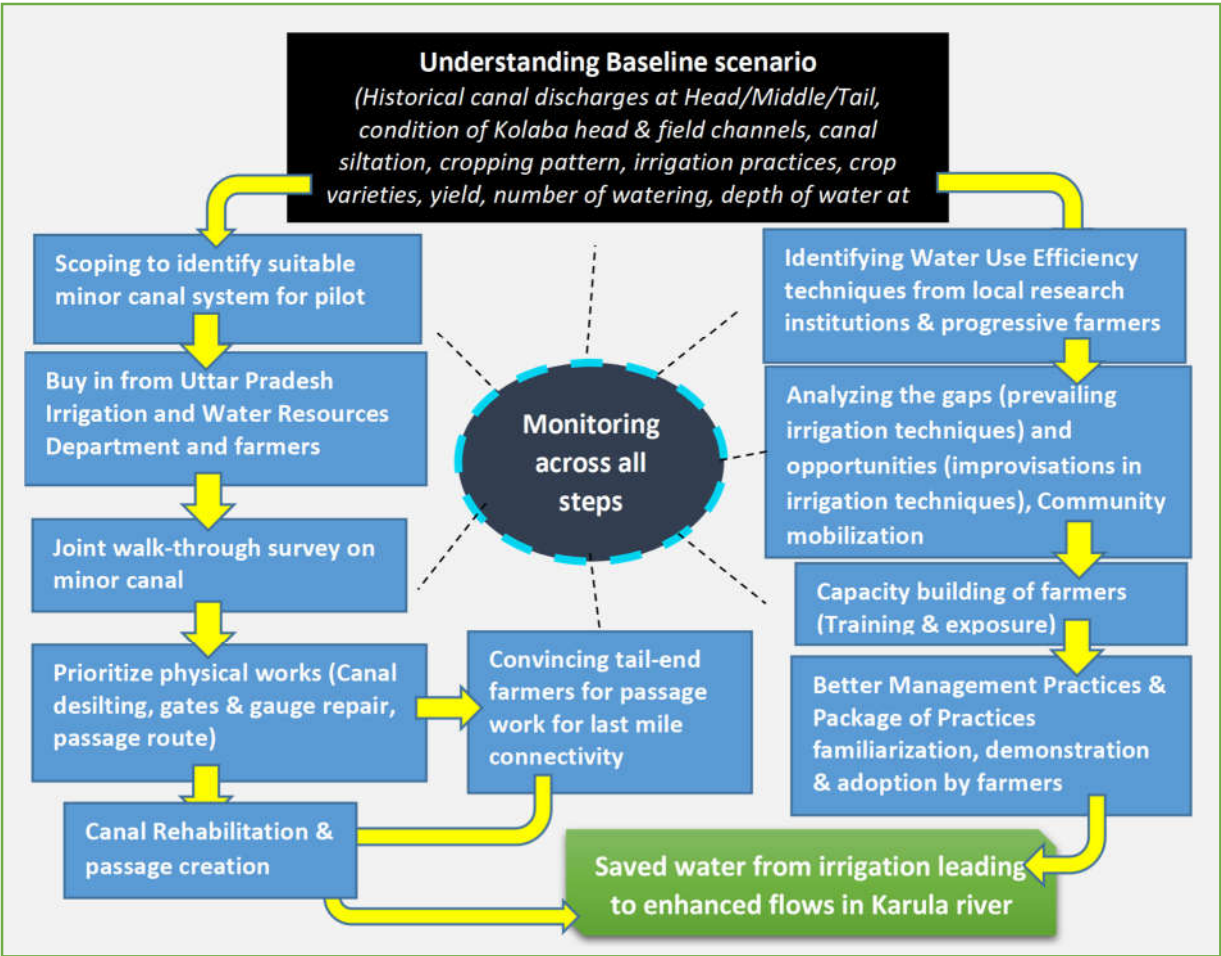 Understanding Baseline scenario
(Historical canal discharges at Head/Middle/Tail,
condition of Kolaba head & field channels, canal
siltation, cropping pattern, irrigation practices, crop
varieties, yield, number of watering, depth of water at
Scoping to identify suitable
minor canal system for pilot
Buy in from Uttar Pradesh
Irrigation and Water Resources
Department and farmers
Joint walk-through survey on
minor canal
Prioritize physical works (Canal
desilting, gates & gauge repair,
passage route)
Canal Rehabilitation &
passage creation
Convincing tail-end
farmers for passage
work for last mile
connectivity
Monitoring
across all
steps
Identifying Water Use Efficiency
techniques from local research
institutions & progressive farmers
Analyzing the gaps (prevailing
irrigation techniques) and
opportunities (improvisations in
irrigation techniques), Community
mobilization
Capacity building of farmers
(Training & exposure)
Better Management Practices &
Package of Practices
familiarization, demonstration
& adoption by farmers
Saved water from irrigation leading
to enhanced flows in Karula river